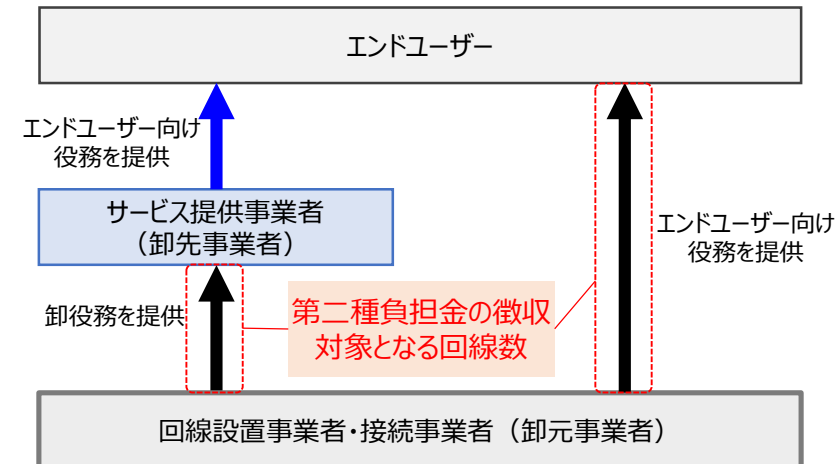 エンドユーザー
エンドユーザー向け
役務を提供
サービス提供事業者
（卸先事業者）
エンドユーザー向け
役務を提供
卸役務を提供
第二種負担金の徴収
対象となる回線数
回線設置事業者・接続事業者（卸元事業者）